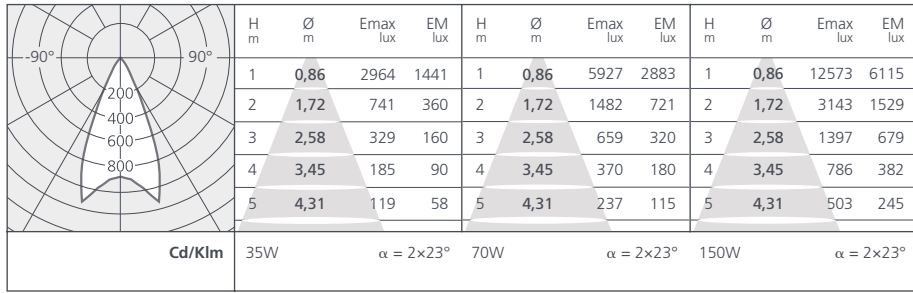 H Ø Emax EM H Ø Emax EM H Ø Emax EM
m m lux lux m m lux lux m m lux lux
-90° 90°
1 0,86 2964 1441 1 0,86 5927 2883 1 0,86 12573 6115
200
2 1,72 741 360 2 1,72 1482 721 2 1,72 3143 1529
400
3 2,58 329 160 3 2,58 659 320 3 2,58 1397 679
600
800
4 3,45 185 90 4 3,45 370 180 4 3,45 786 382
5 4,31 119 58 5 4,31 237 115 5 4,31 503 245
Cd/Klm 35W α = 2×23° 70W α = 2×23° 150W α = 2×23°